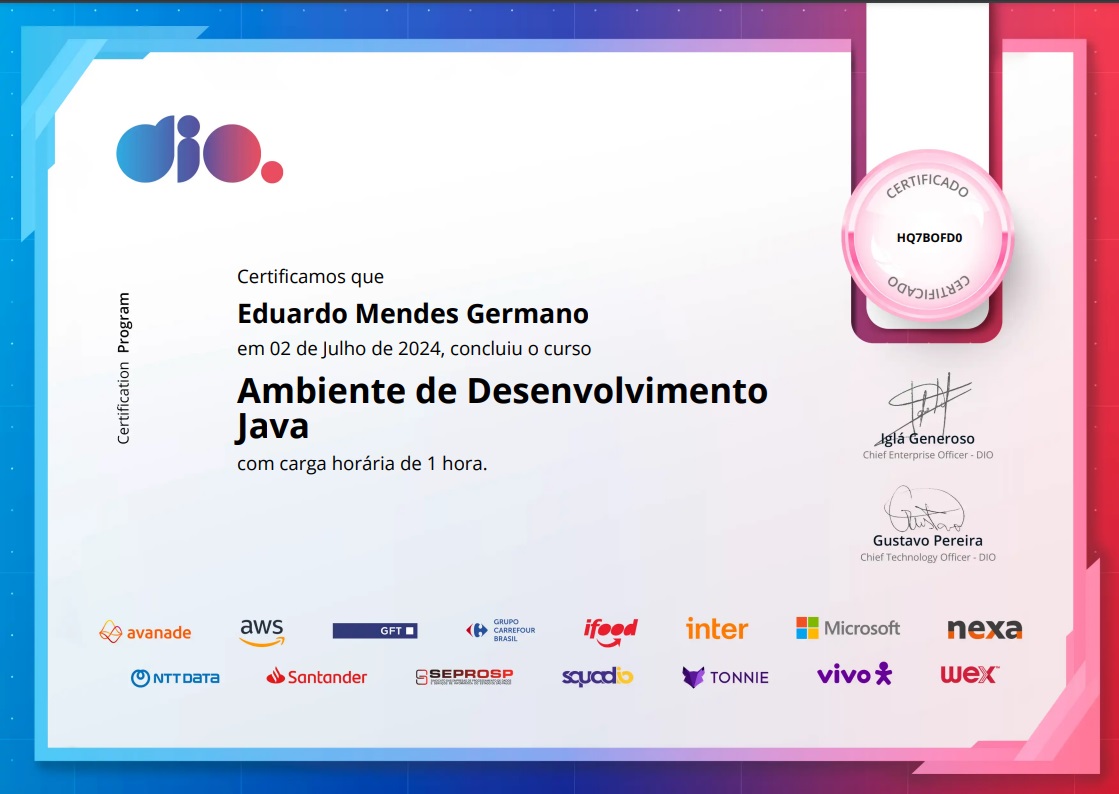 dio.
CERTIFICADO
HQ7BOFD0
CERTIFICADO
Certification Program
Certificamos que
Eduardo Mendes Germano
em 02 de Julho de 2024, concluiu o curso
Ambiente de Desenvolvimento
Java
com carga horária de 1 hora.
Iglá Generoso
Chief Enterprise Officer - DIO
Gustavo Pereira
Chief Technology Officer - DIO
avanade
aws
GFT
GRUPO
CARREFOUR
BRASIL
ifood
inter
Microsoft
nexa
NTT DATA
Santander
SEPROSP
squadio
TONNIE
vivo
wex